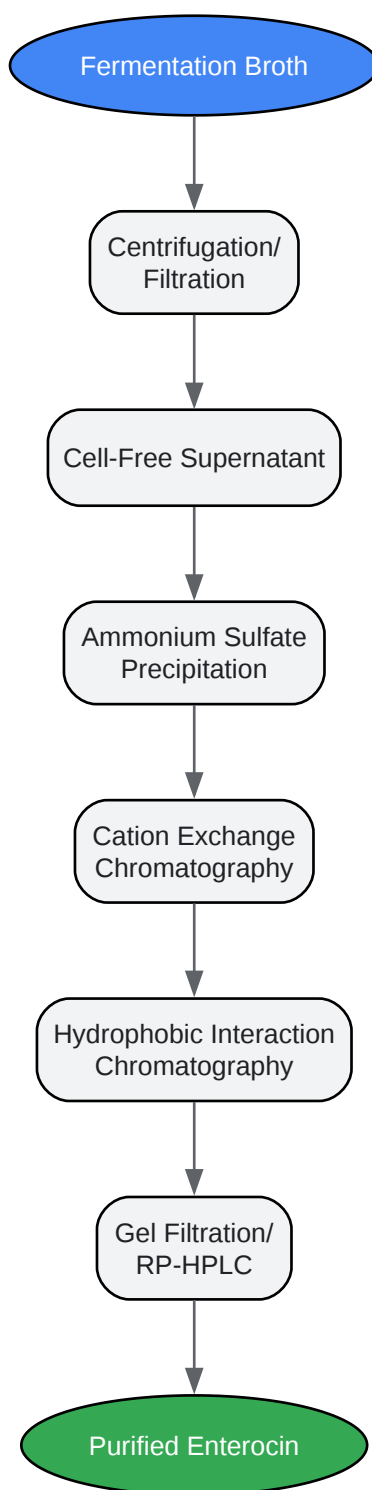 Fermentation Broth
Centrifugation/
Filtration
Cell-Free Supernatant
Ammonium Sulfate
Precipitation
Cation Exchange
Chromatography
Hydrophobic Interaction
Chromatography
Gel Filtration/
RP-HPLC
Purified Enterocin